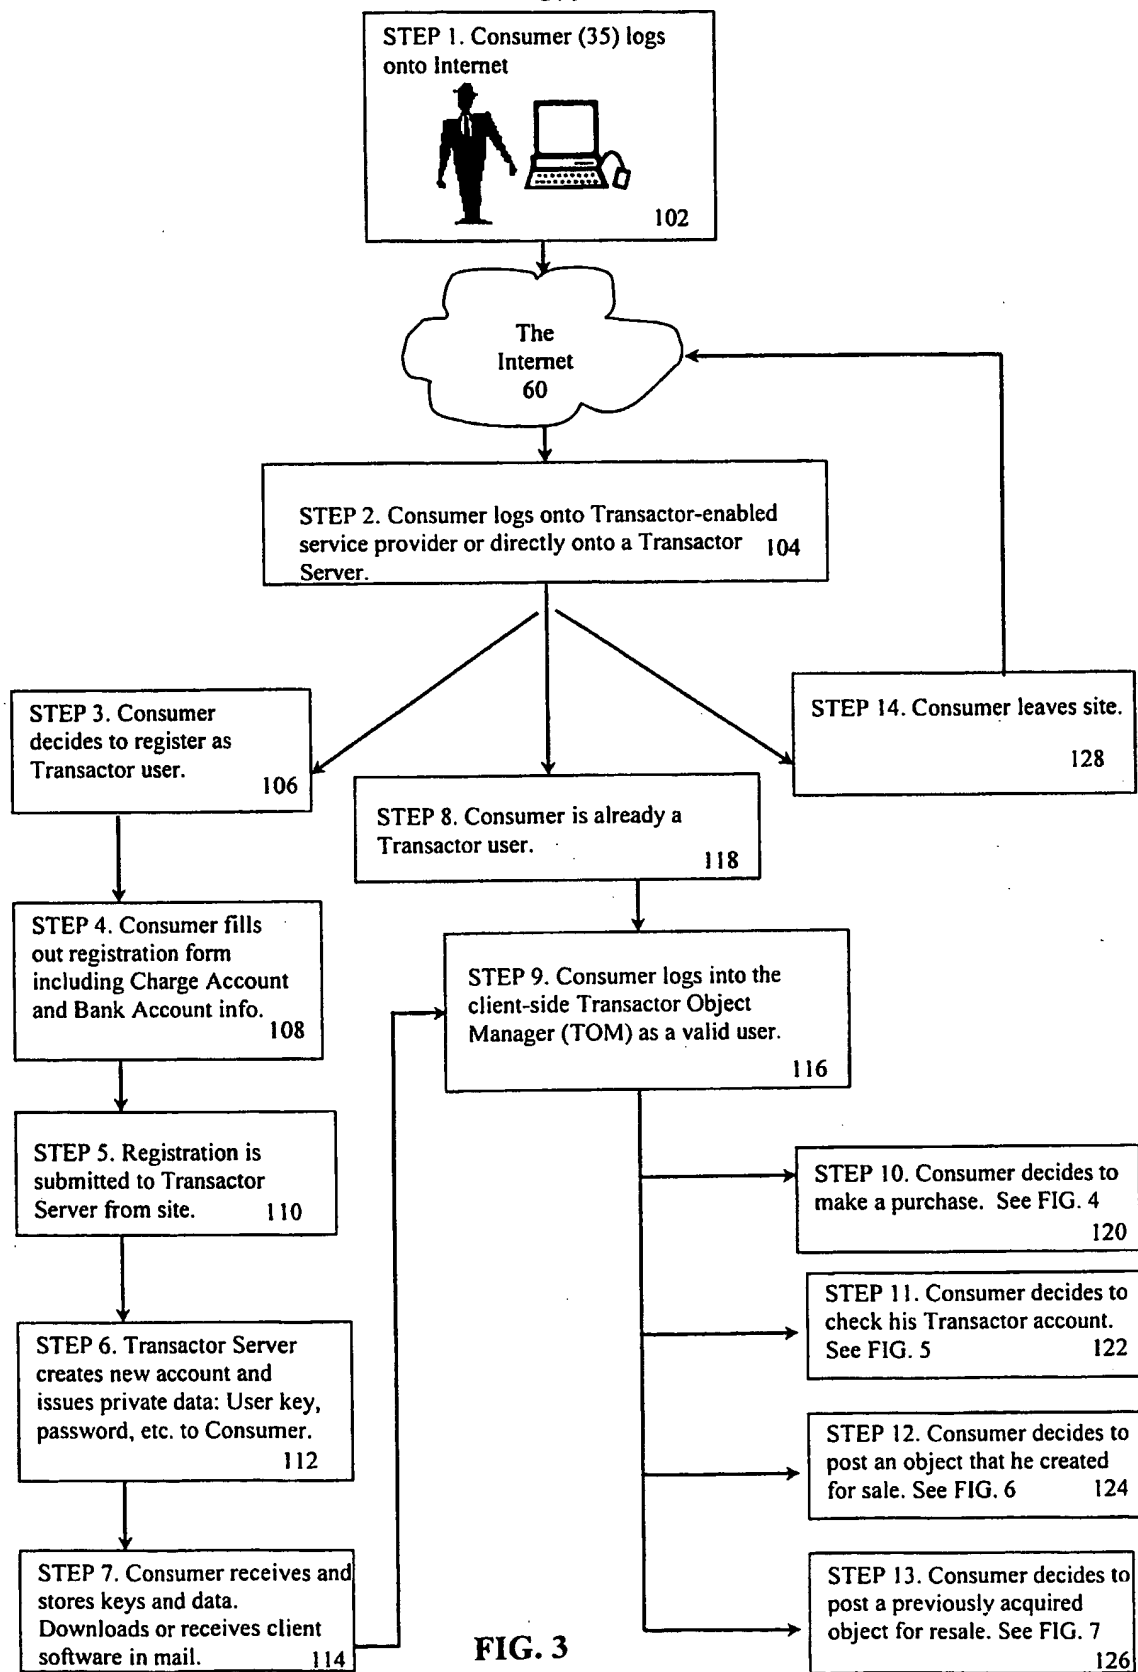 STEP 1. Consumer (35) logs
onto Internet
102
The
Internet
60
STEP 2. Consumer logs onto Transactor-enabled
service provider or directly onto a Transactor
104
Server.
STEP 3. Consumer
decides to register as
Transactor user.
106
STEP 14. Consumer leaves site.
128
STEP 8. Consumer is already a
Transactor user.
118
STEP 4. Consumer fills
out registration form
including Charge Account
and Bank Account info.
108
STEP 9. Consumer logs into the
client-side Transactor Object
Manager (TOM) as a valid user.
116
STEP 5. Registration is
submitted to Transactor
Server from site.
110
STEP 10. Consumer decides to
make a purchase. See FIG. 4
120
STEP 11. Consumer decides to
check his Transactor account.
See FIG. 5
122
STEP 6. Transactor Server
creates new account and
issues private data: User key,
password, etc. to Consumer.
112
STEP 12. Consumer decides to
post an object that he created
for sale. See FIG. 6
124
STEP 7. Consumer receives and
stores keys and data.
Downloads or receives client
software in mail.
114
STEP 13. Consumer decides to
post a previously acquired
object for resale. See FIG. 7
126
FIG. 3